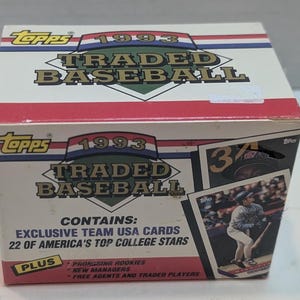 Topps
1993
TRADED
BASEBALL
Topps
1993
TRADED
BASEBALL
CONTAINS:
EXCLUSIVE TEAM USA CARDS
22 OF AMERICA'S TOP COLLEGE STARS
PLUS
• PROMISING ROOKIES
• NEW MANAGERS
• FREE AGENTS AND TRADED PLAYERS